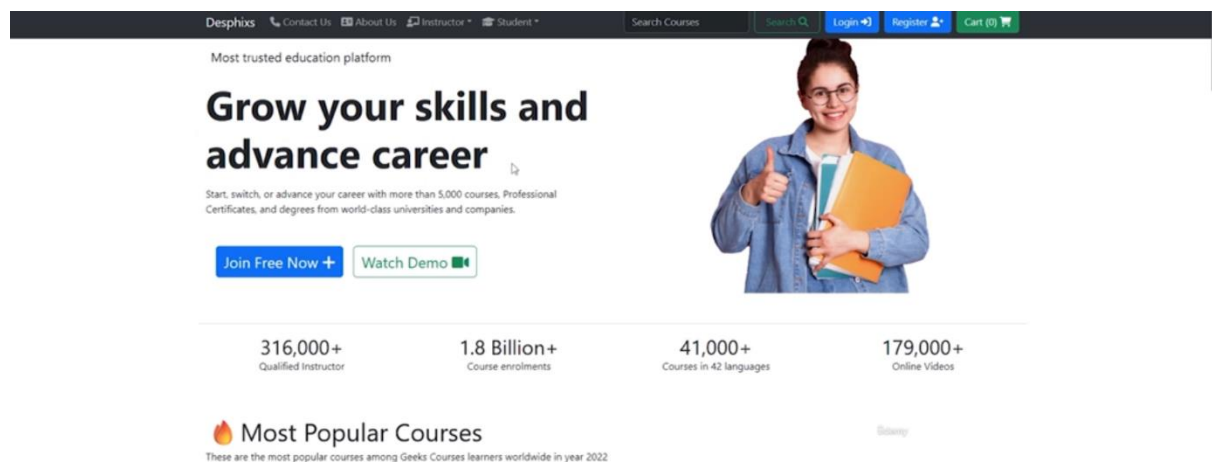 Desphixs Contact Us About Us Instructor Student Search Courses Search Login Register Cart (0)
Most trusted education platform
Grow your skills and
advance career
Start, switch, or advance your career with more than 5,000 courses, Professional
Certificates, and degrees from world-class universities and companies.
Join Free Now + Watch Demo
316,000+ 1.8 Billion+ 41,000+ 179,000+
Qualified Instructor Course enrolments Courses in 42 languages Online Videos
Most Popular Courses
Udemy
These are the most popular courses among Geeks Courses learners worldwide in year 2022